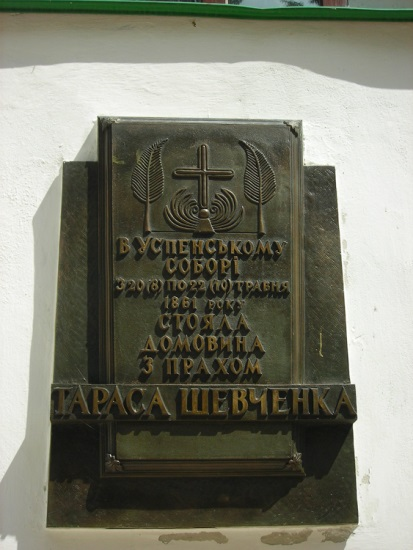 В УСПЕНСЬКОМУ
СОБОРІ
З 20(8) ПО 22(10) ТРАВНЯ
1861 РОКУ
СТОЯЛА
ДОМОВИНА
З ПРАХОМ
ТАРАСА ШЕВЧЕНКА